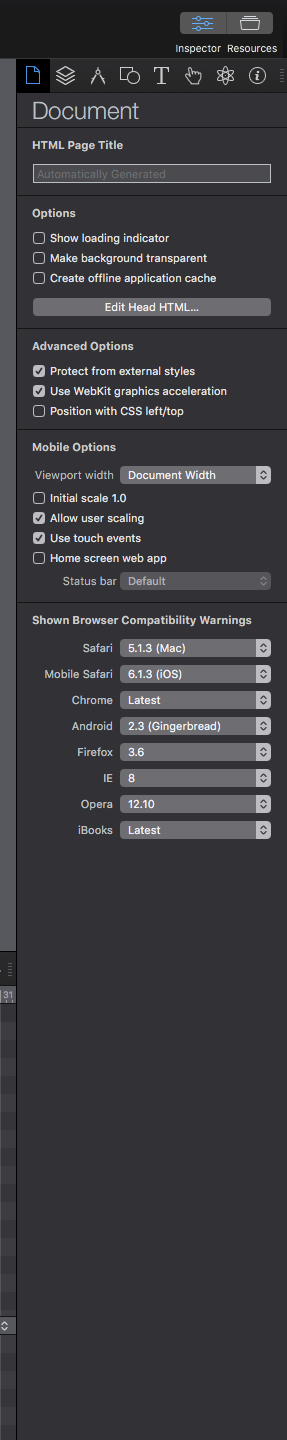 Inspector Resources
Document
HTML Page Title
Automatically Generated
Options
Show loading indicator
Make background transparent
Create offline application cache
Edit Head HTML...
Advanced Options
Protect from external styles
Use WebKit graphics acceleration
Position with CSS left/top
Mobile Options
Viewport width Document Width
Initial scale 1.0
Allow user scaling
Use touch events
Home screen web app
Status bar Default
Shown Browser Compatibility Warnings
Safari 5.1.3 (Mac)
Mobile Safari 6.1.3 (iOS)
Chrome Latest
Android 2.3 (Gingerbread)
Firefox 3.6
IE 8
Opera 12.10
iBooks Latest
31